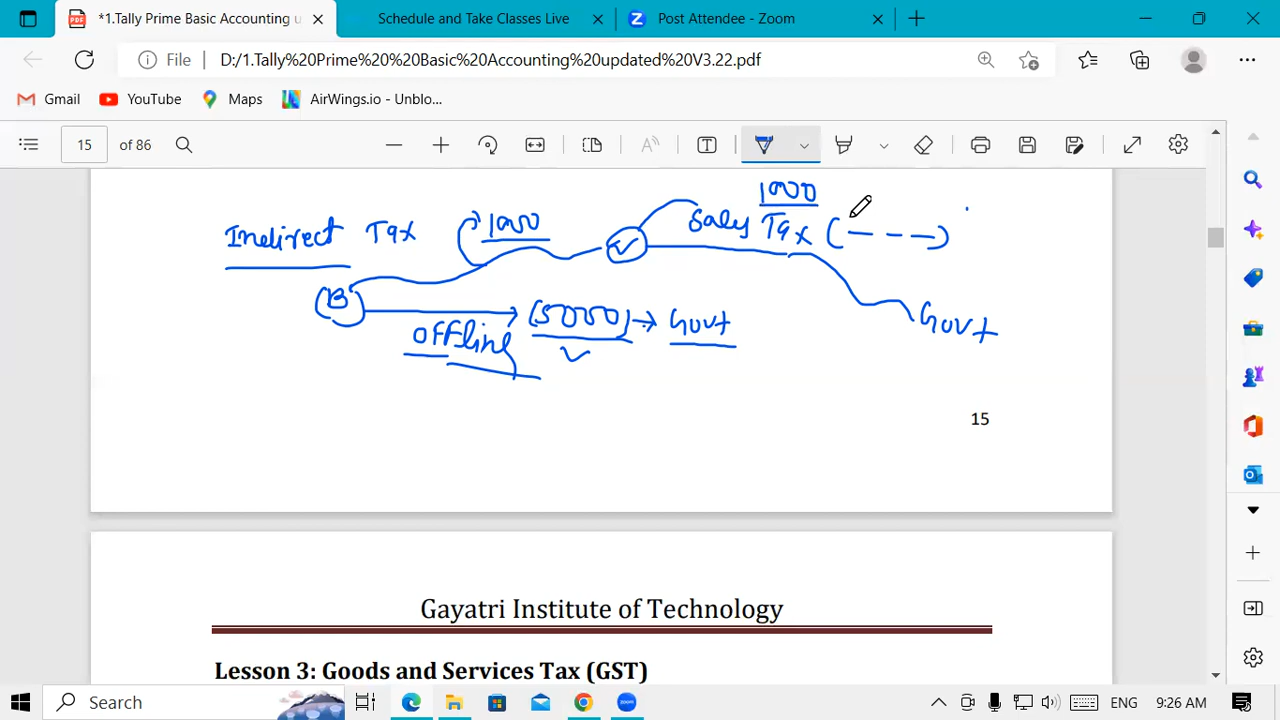 *1.Tally Prime Basic Accounting u
Schedule and Take Classes Live
Post Attendee - Zoom
File
D:/1.Tally%20Prime%20%20Basic%20Accounting%20updated%20V3.22.pdf
Gmail
YouTube
Maps
AirWings.io - Unblo...
15
of 86
1000
Indirect Tax
1000
Sales Tax (– – –)
B
(5000) → Govt
Offline
Govt
15
Gayatri Institute of Technology
Lesson 3: Goods and Services Tax (GST)
Search
ENG
9:26 AM